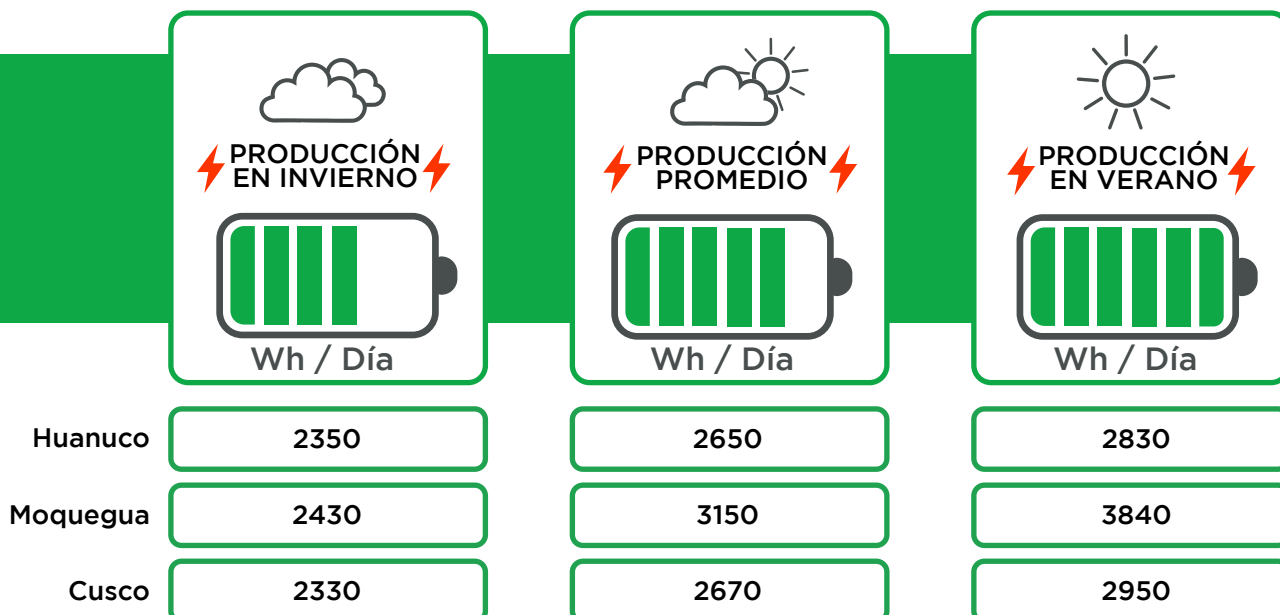 PRODUCCIÓN
EN INVIERNO
Wh / Día
PRODUCCIÓN
PROMEDIO
Wh / Día
PRODUCCIÓN
EN VERANO
Wh / Día
Huanuco 2350 2650 2830
Moquegua 2430 3150 3840
Cusco 2330 2670 2950